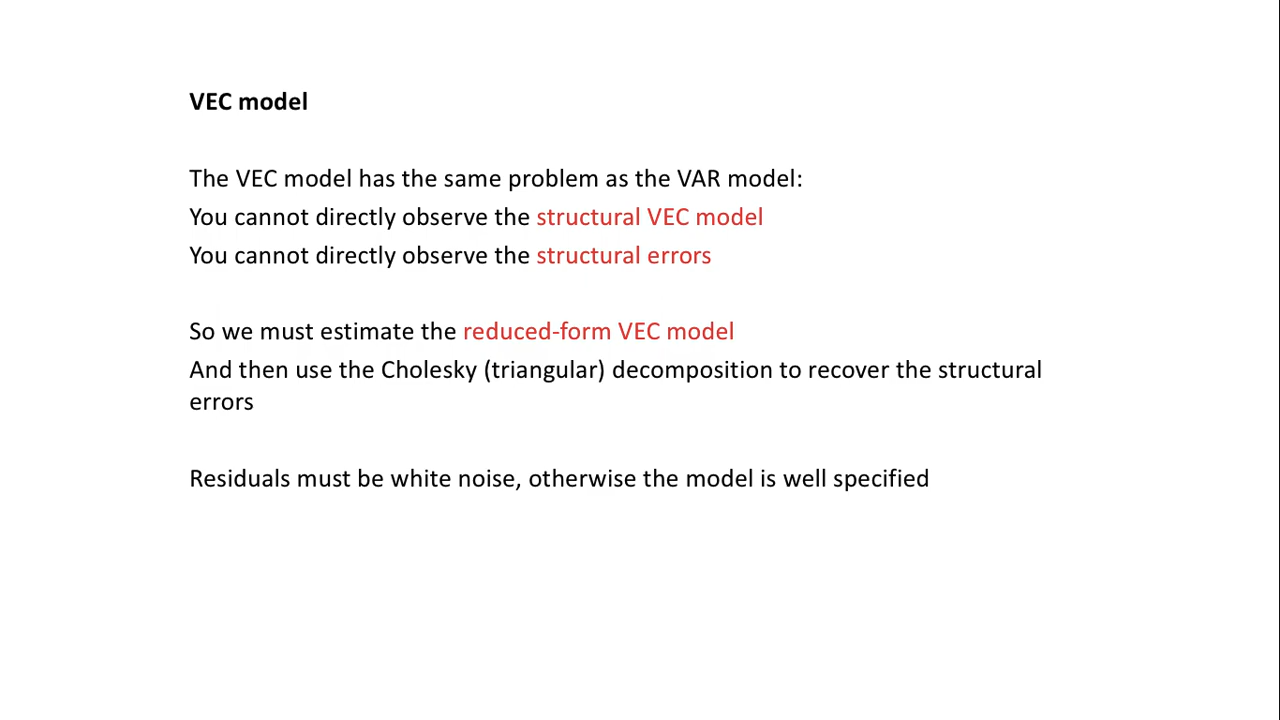 VEC model
The VEC model has the same problem as the VAR model:
You cannot directly observe the structural VEC model
You cannot directly observe the structural errors
So we must estimate the reduced-form VEC model
And then use the Cholesky (triangular) decomposition to recover the structural
errors
Residuals must be white noise, otherwise the model is well specified